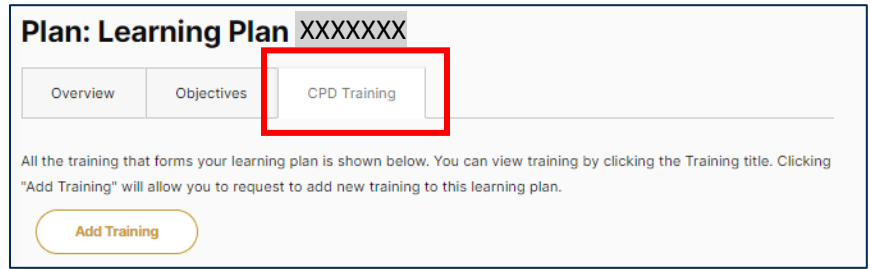 Plan: Learning Plan XXXXXXX
Overview Objectives CPD Training
All the training that forms your learning plan is shown below. You can view training by clicking the Training title. Clicking
"Add Training" will allow you to request to add new training to this learning plan.
Add Training